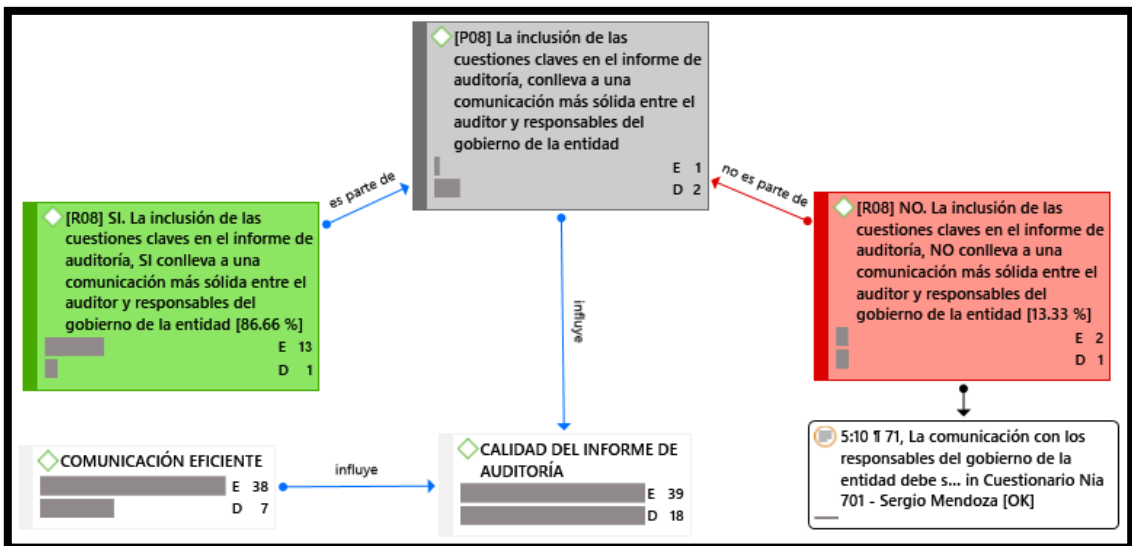 [P08] La inclusión de las
cuestiones claves en el informe de
auditoría, conlleva a una
comunicación más sólida entre el
auditor y responsables del
gobierno de la entidad
E 1
D 2
es parte de
no es parte de
[R08] SI. La inclusión de las
cuestiones claves en el informe de
auditoría, SI conlleva a una
comunicación más sólida entre el
auditor y responsables del
gobierno de la entidad [86.66 %]
E 13
D 1
influye
[R08] NO. La inclusión de las
cuestiones claves en el informe de
auditoría, NO conlleva a una
comunicación más sólida entre el
auditor y responsables del
gobierno de la entidad [13.33 %]
E 2
D 1
COMUNICACIÓN EFICIENTE
E 38
D 7
influye
CALIDAD DEL INFORME DE
AUDITORÍA
E 39
D 18
5:10 ¶ 71, La comunicación con los
responsables del gobierno de la
entidad debe s... in Cuestionario Nia
701 - Sergio Mendoza [OK]